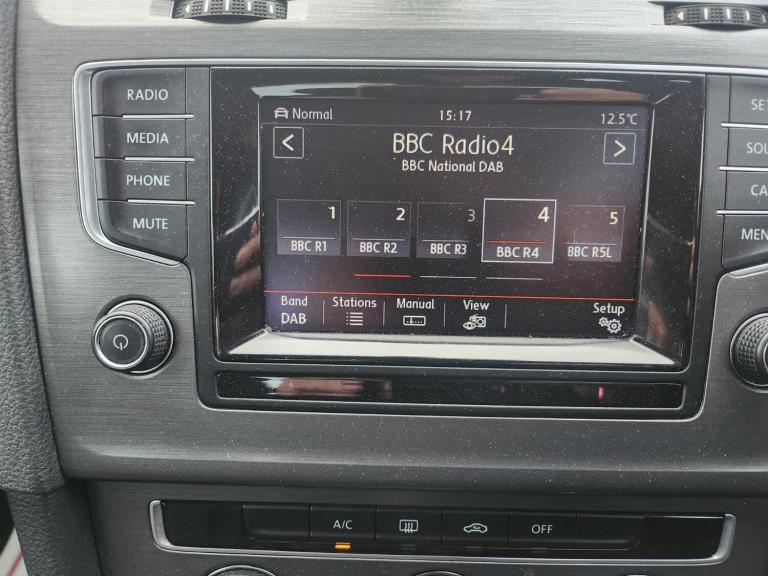 RADIO
MEDIA
PHONE
MUTE
Normal 15:17 12.5°C
< BBC Radio4 >
BBC National DAB
1 2 3 4 5
BBC R1 BBC R2 BBC R3 BBC R4 BBC R5L
Band Stations Manual View Setup
DAB
A/C OFF